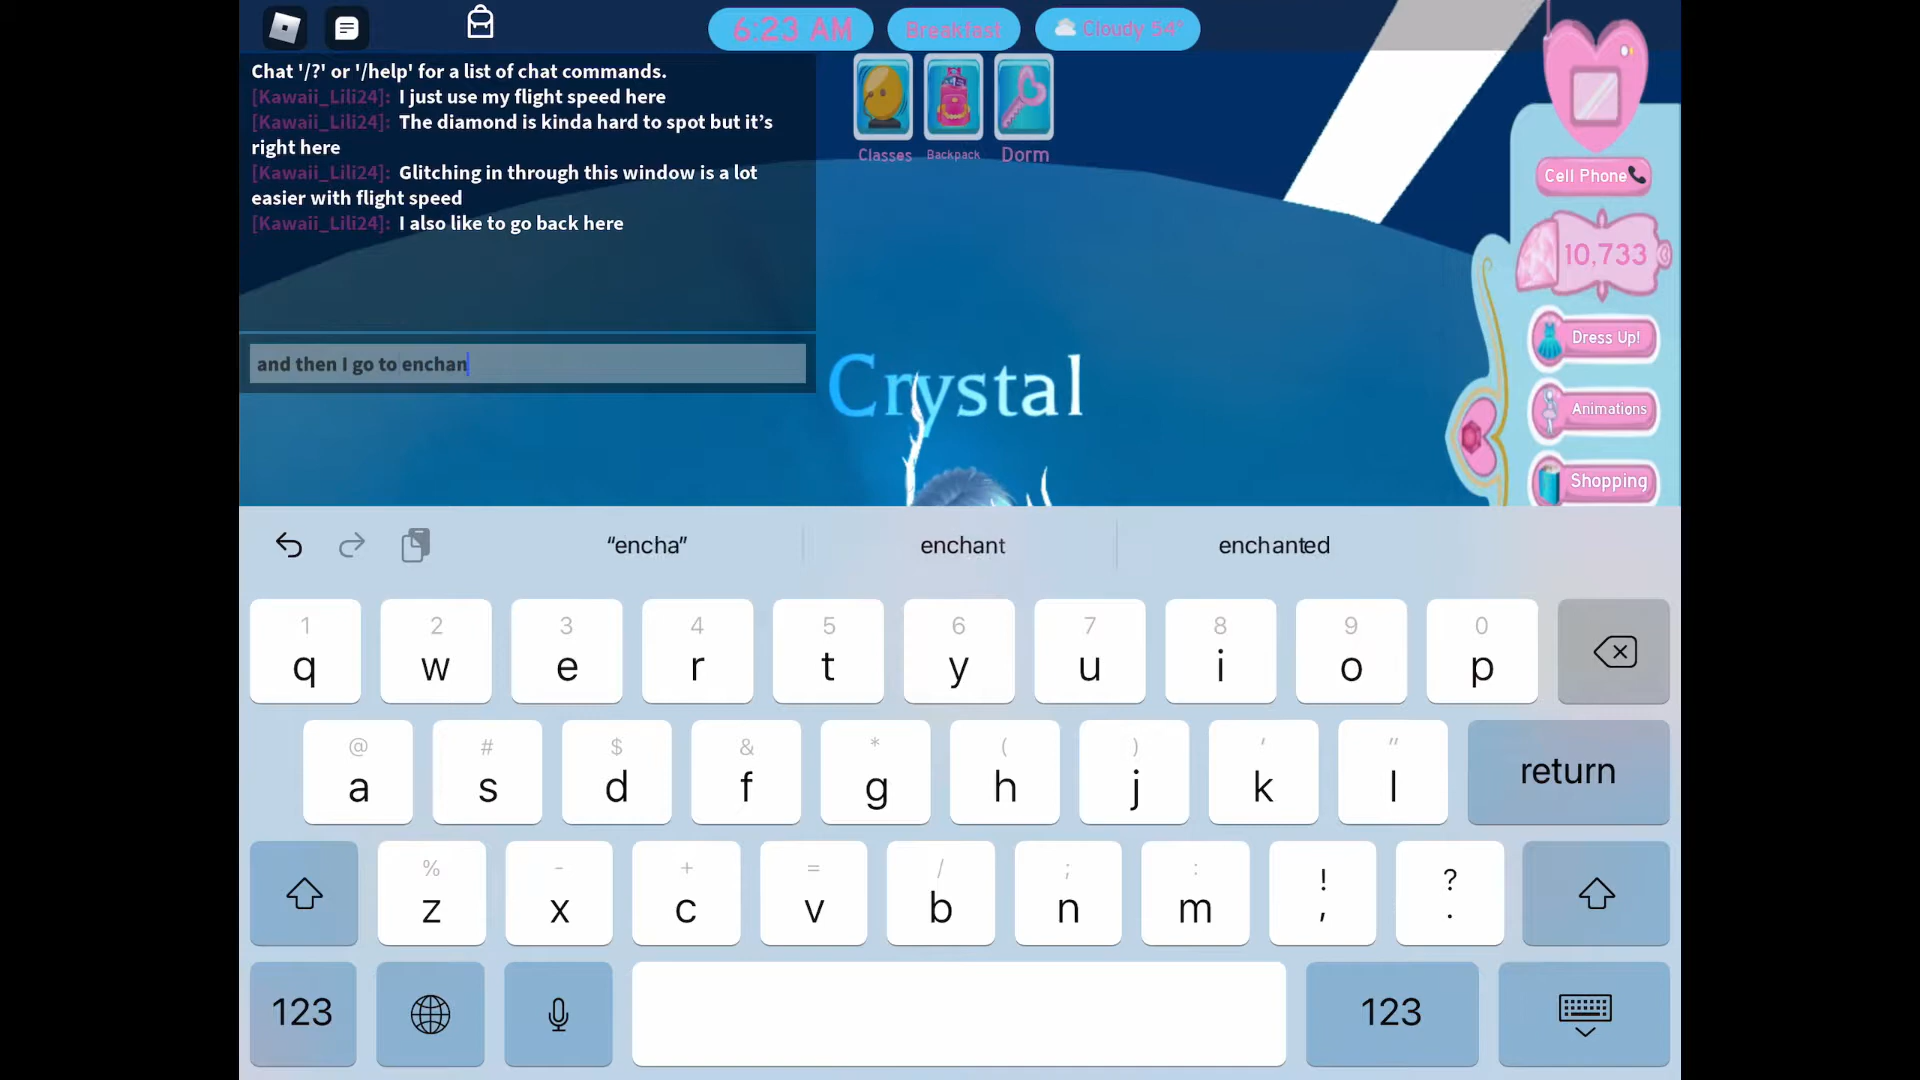 6:23 AM
Breakfast
Cloudy 54°
Chat '/?' or '/help' for a list of chat commands.
[Kawaii_Lili24]: I just use my flight speed here
[Kawaii_Lili24]: The diamond is kinda hard to spot but it’s
right here
[Kawaii_Lili24]: Glitching in through this window is a lot
easier with flight speed
[Kawaii_Lili24]: I also like to go back here
and then I go to enchan
Classes
Backpack
Dorm
Cell Phone
10,733
Dress Up!
Animations
Shopping
Crystal
“encha”
enchant
enchanted
1 2 3 4 5 6 7 8 9 0
q w e r t y u i o p
@ # $ & * ( ) ' "
a s d f g h j k l
return
% - + = / ; : ! ?
z x c v b n m , .
123
123